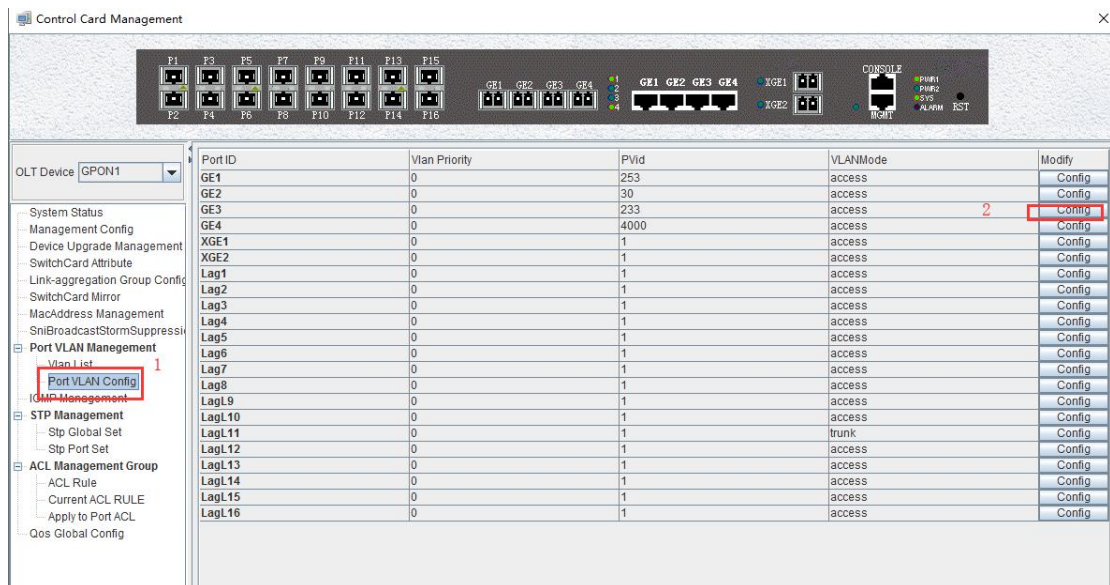 Control Card Management
P1 P3 P5 P7 P9 P11 P13 P15
P2 P4 P6 P8 P10 P12 P14 P16
GE1 GE2 GE3 GE4
1
2
3
4
GE1 GE2 GE3 GE4
XGE1
XGE2
CONSOLE
MGMT
PWR1
PWR2
SYS
ALARM
RST
OLT Device GPON1
System Status
Management Config
Device Upgrade Management
SwitchCard Attribute
Link-aggregation Group Config
SwitchCard Mirror
MacAddress Management
SniBroadcastStormSuppressi
Port VLAN Manegement
Vlan List
1
Port VLAN Config
IGMP Management
STP Management
Stp Global Set
Stp Port Set
ACL Management Group
ACL Rule
Current ACL RULE
Apply to Port ACL
Qos Global Config
Port ID Vlan Priority PVid VLANMode Modify
GE1 0 253 access Config
GE2 0 30 access Config
GE3 0 233 access 2 Config
GE4 0 4000 access Config
XGE1 0 1 access Config
XGE2 0 1 access Config
Lag1 0 1 access Config
Lag2 0 1 access Config
Lag3 0 1 access Config
Lag4 0 1 access Config
Lag5 0 1 access Config
Lag6 0 1 access Config
Lag7 0 1 access Config
Lag8 0 1 access Config
LagL9 0 1 access Config
LagL10 0 1 access Config
LagL11 0 1 trunk Config
LagL12 0 1 access Config
LagL13 0 1 access Config
LagL14 0 1 access Config
LagL15 0 1 access Config
LagL16 0 1 access Config